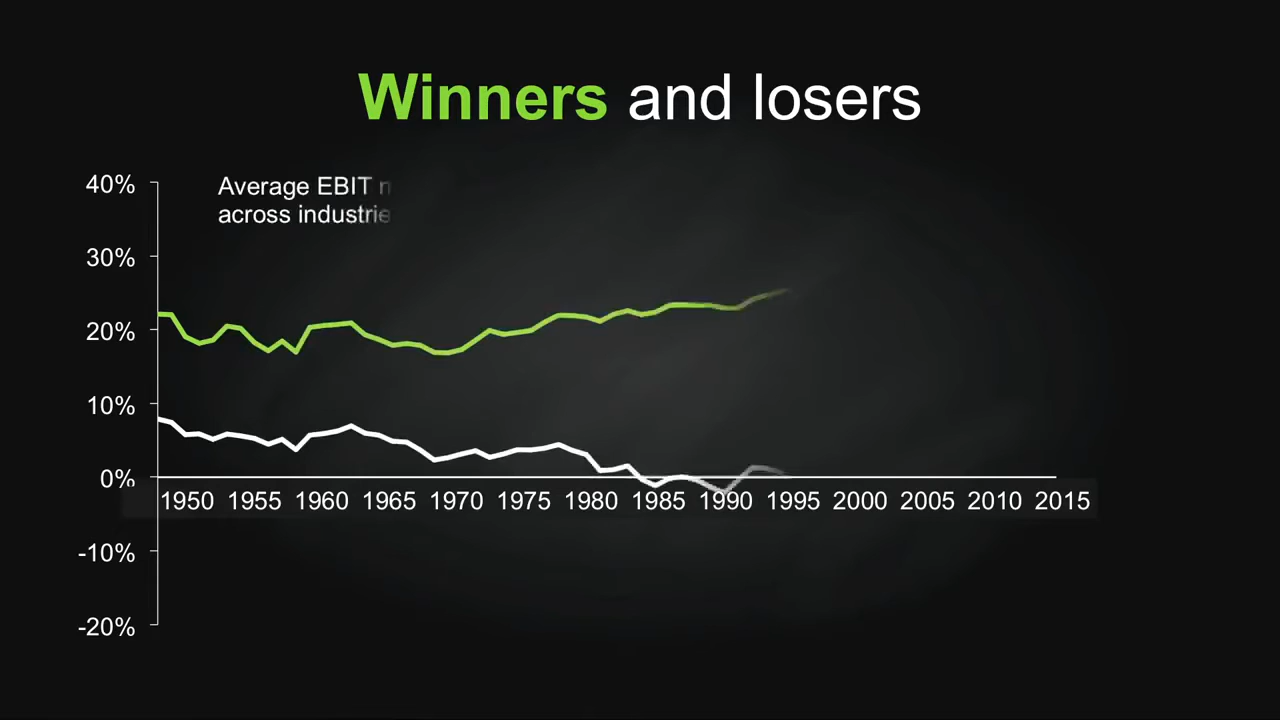 Winners and losers
40%
Average EBIT
across industrie
30%
20%
10%
0%
1950 1955 1960 1965 1970 1975 1980 1985 1990 1995 2000 2005 2010 2015
-10%
-20%